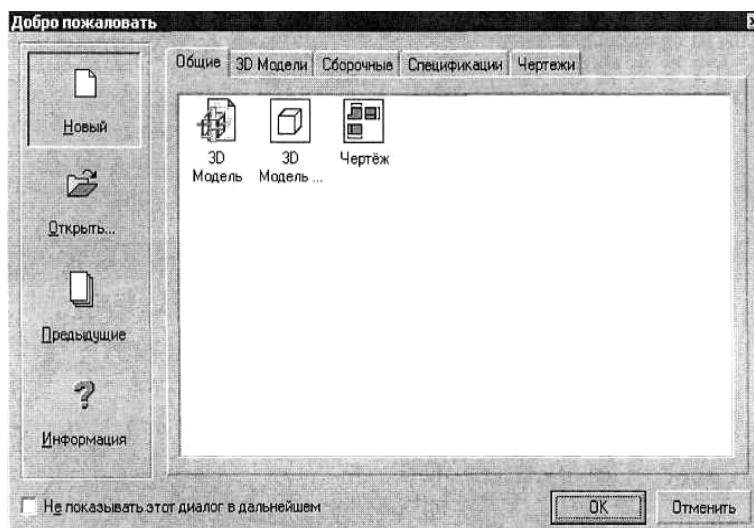 Добро пожаловать
Общие 3D Модели Сборочные Спецификации Чертежи
Новый
3D Модель
3D Модель ...
Чертёж
Открыть...
Предыдущие
Информация
Не показывать этот диалог в дальнейшем
OK Отменить